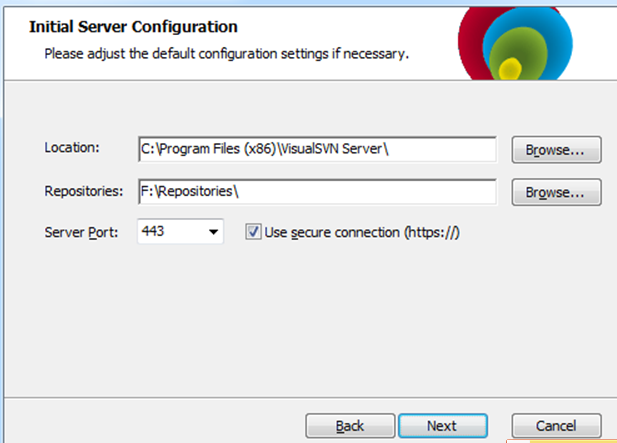 Initial Server Configuration
Please adjust the default configuration settings if necessary.
Location: C:\Program Files (x86)\VisualSVN Server\ Browse...
Repositories: F:\Repositories\ Browse...
Server Port: 443 Use secure connection (https://)
Back Next Cancel